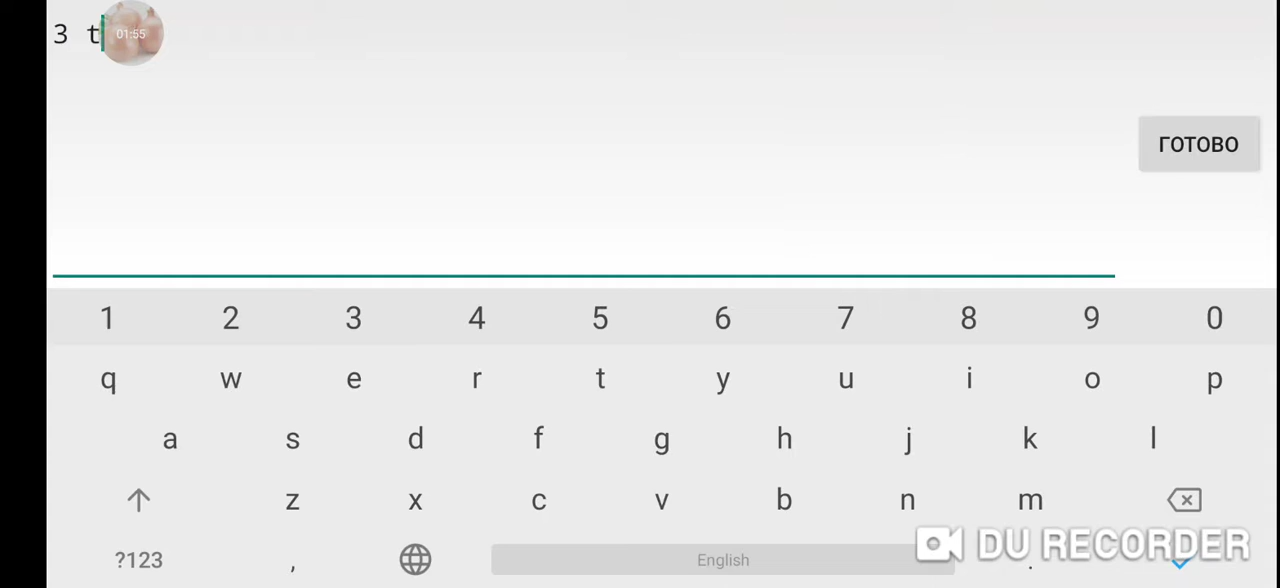 3 t
01:55
ГОТОВО
1 2 3 4 5 6 7 8 9 0
q w e r t y u i o p
a s d f g h j k l
z x c v b n m
?123 , English .
DU RECORDER